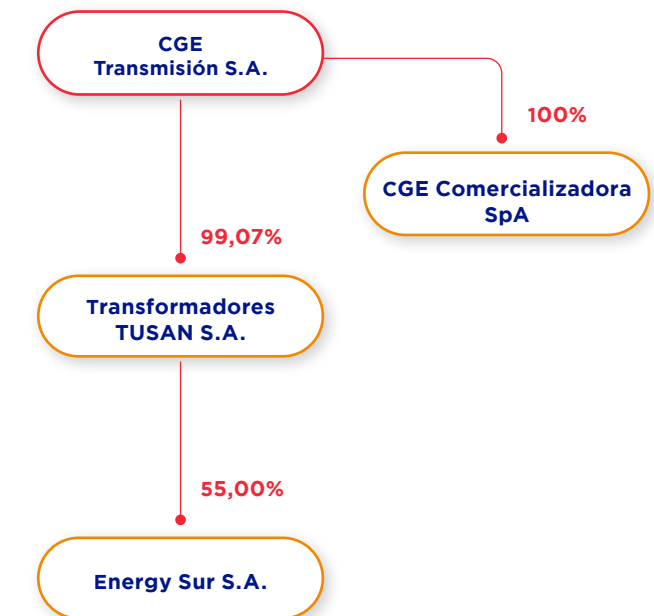 CGE
Transmisión S.A.
100%
CGE Comercializadora
SpA
99,07%
Transformadores
TUSAN S.A.
55,00%
Energy Sur S.A.